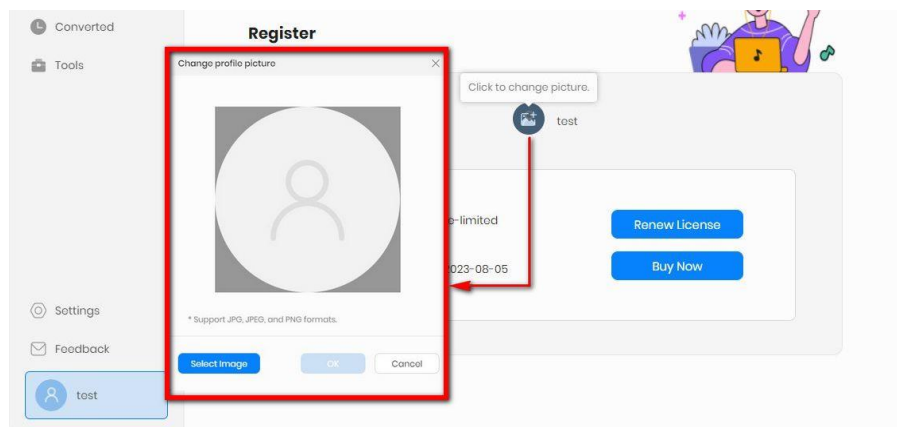 Converted
Tools
Settings
Feedback
test
Register
Change profile picture
* Support JPG, JPEG, and PNG formats.
Select Image
OK
Cancel
Click to change picture.
test
-limited
2023-08-05
Renew License
Buy Now